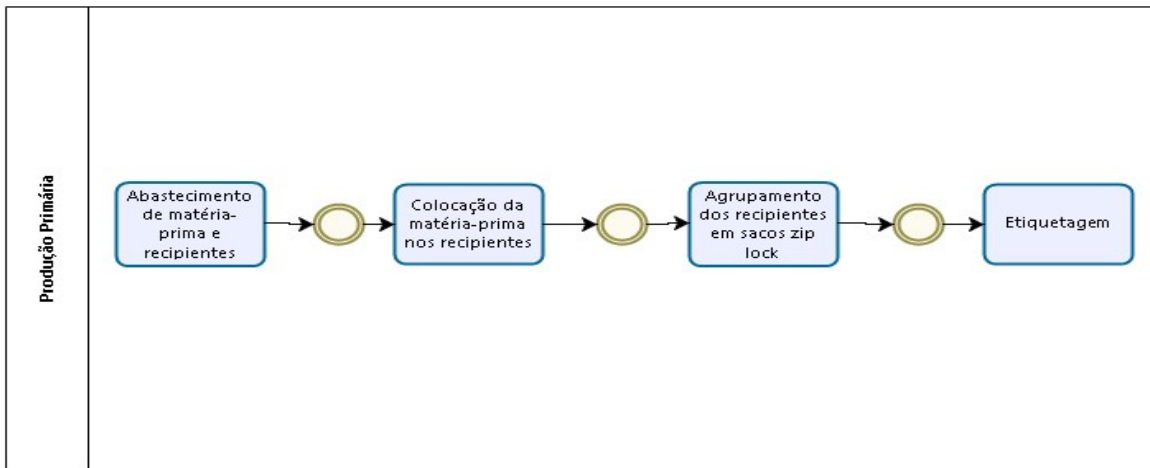 Produção Primária
Abastecimento
de matéria-
prima e
recipientes
Colocação da
matéria-prima
nos recipientes
Agrupamento
dos recipientes
em sacos zip
lock
Etiquetagem